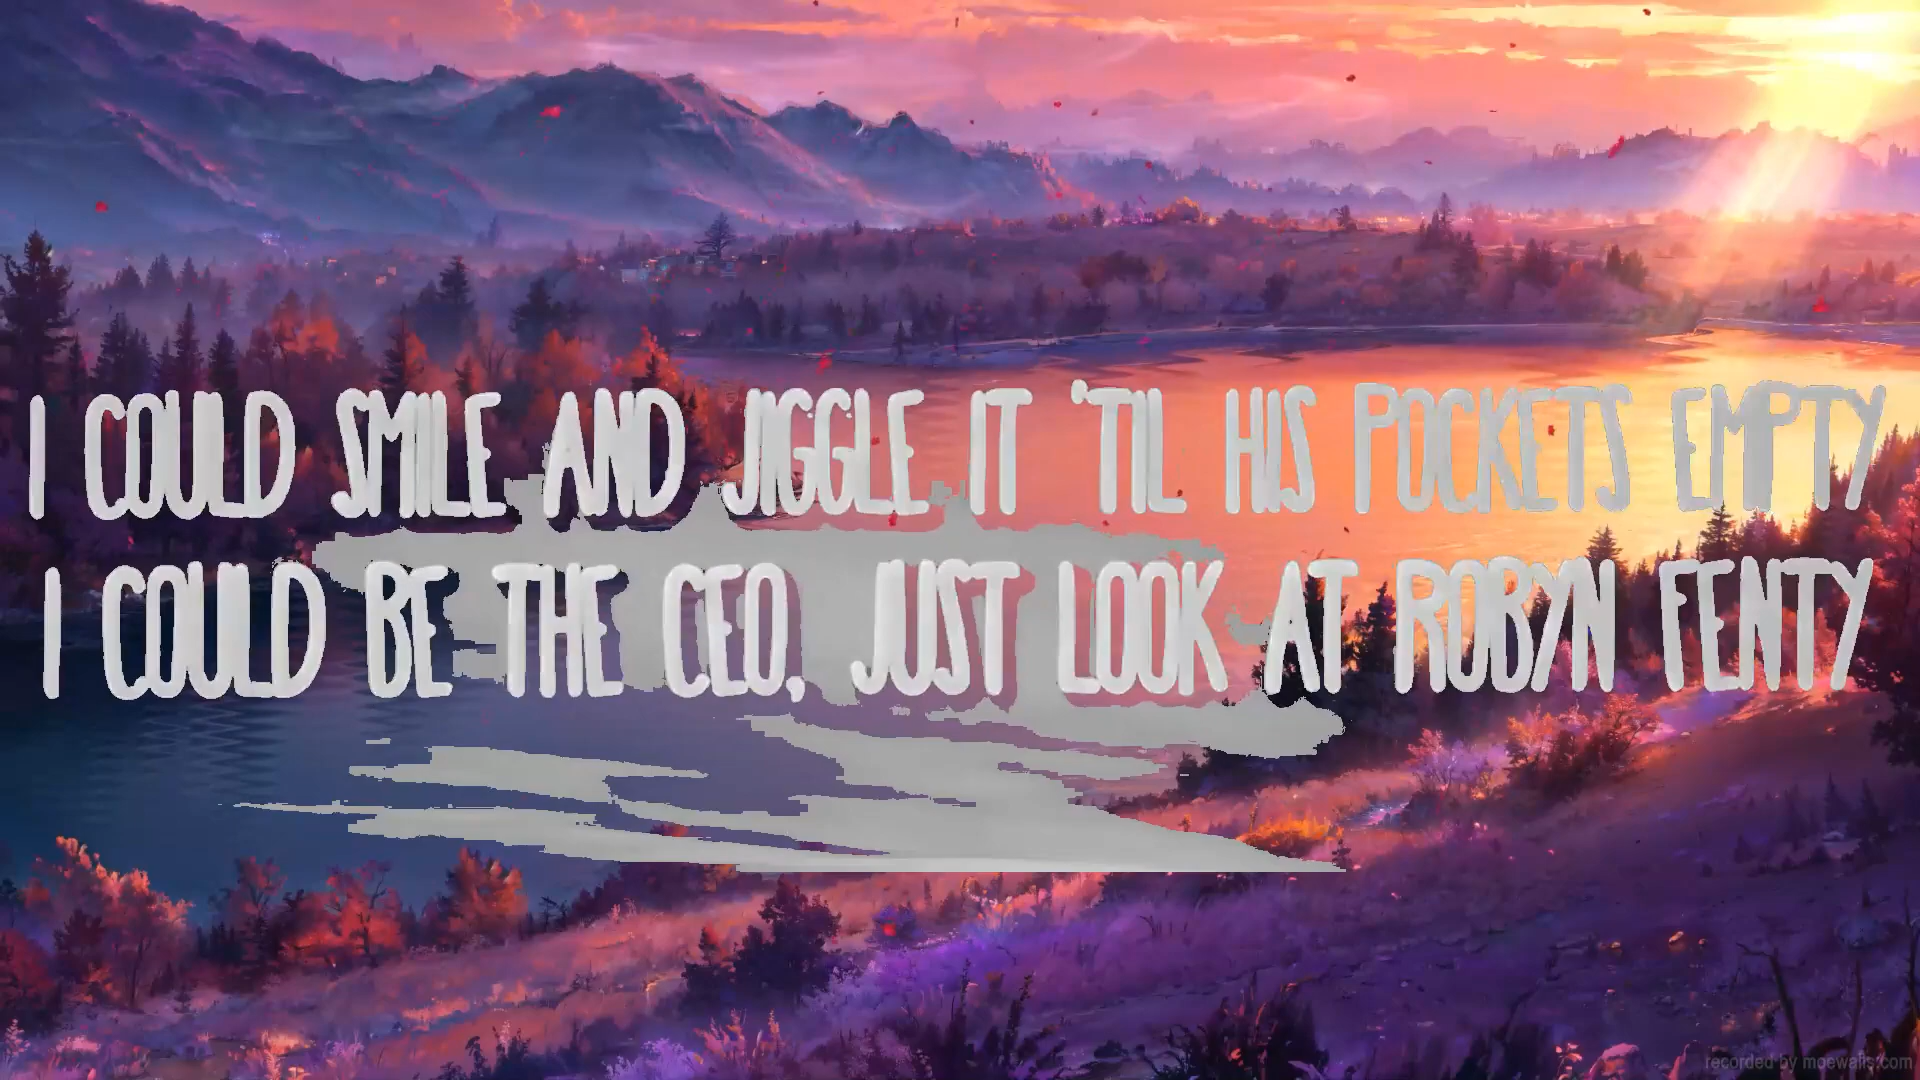 I COULD SMILE AND JIGGLE IT 'TIL HIS POCKETS EMPTY
I COULD BE THE CEO, JUST LOOK AT ROBYN FENTY
recorded by moewalls.com